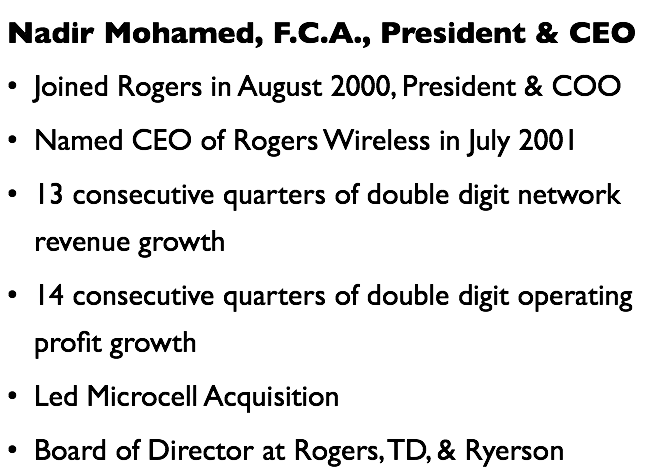 Nadir Mohamed, F.C.A., President & CEO
• Joined Rogers in August 2000, President & COO
• Named CEO of Rogers Wireless in July 2001
• 13 consecutive quarters of double digit network
revenue growth
• 14 consecutive quarters of double digit operating
profit growth
• Led Microcell Acquisition
• Board of Director at Rogers, TD, & Ryerson